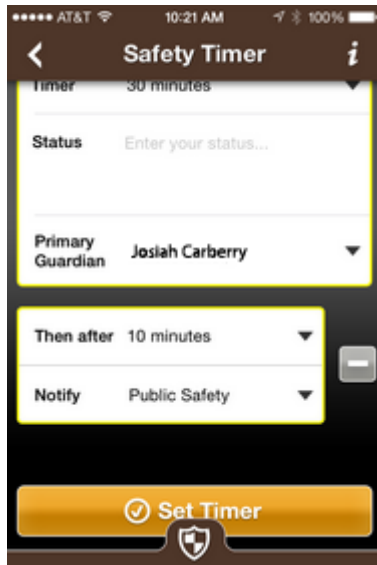 AT&T 10:21 AM 100%
Safety Timer i
Timer 30 minutes
Status Enter your status...
Primary Guardian Josiah Carberry
Then after 10 minutes
Notify Public Safety
Set Timer